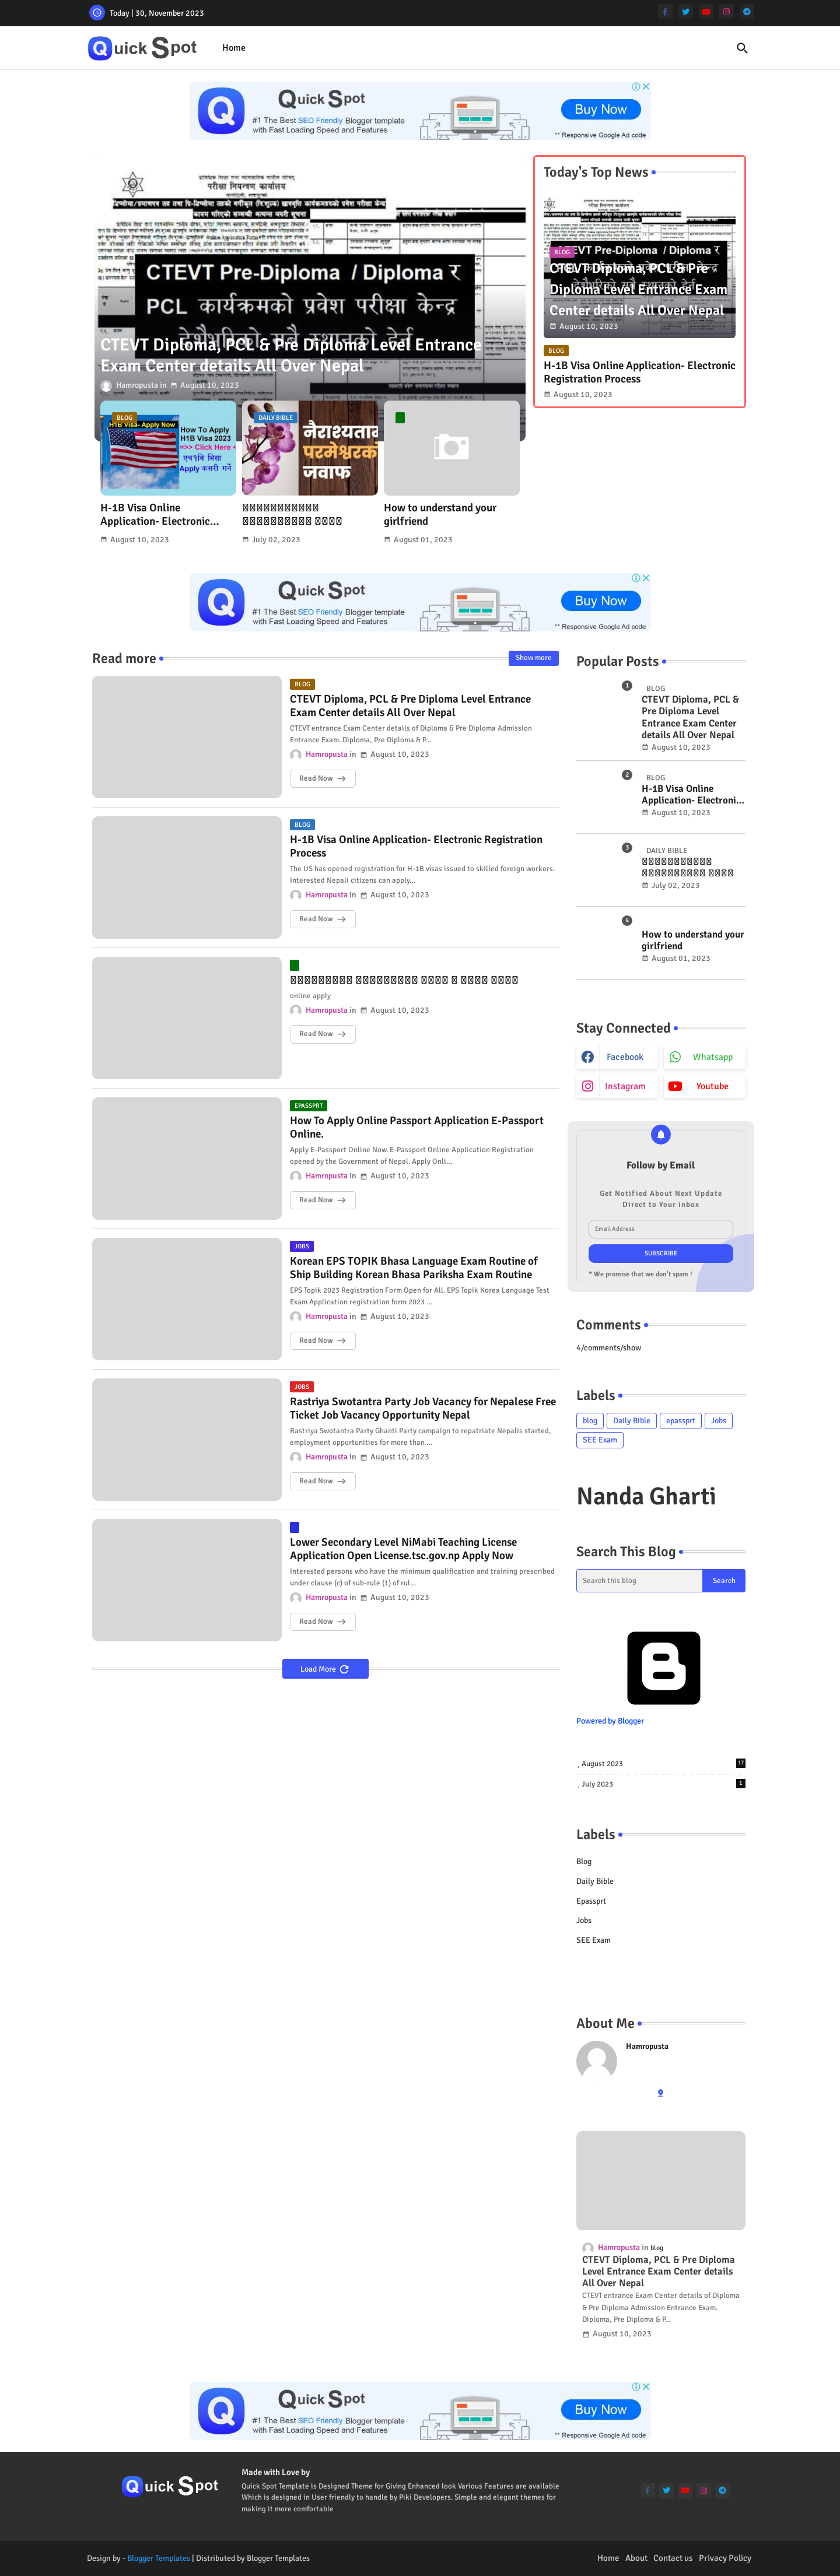 Today | 30, November 2023
Quick Spot
Home
Quick Spot
#1 The Best SEO Friendly Blogger template
with Fast Loading Speed and Features
Buy Now
** Responsive Google Ad code
CTEVT Pre-Diploma / Diploma र
PCL कार्यक्रमको प्रवेश परीक्षा केन्द्र
CTEVT Diploma, PCL & Pre Diploma Level Entrance
Exam Center details All Over Nepal
Hamropusta in August 10, 2023
BLOG
H1B Visa- Apply Now
How To Apply
H1B Visa 2023
=>> Click Here <
एच१बि भिसा
Apply कसरी गर्ने
H-1B Visa Online
Application- Electronic...
August 10, 2023
DAILY BIBLE
नैराश्यताका
परमेश्वरको
जवाफ
July 02, 2023
How to understand your
girlfriend
August 01, 2023
Today's Top News
BLOG
CTEVT Diploma, PCL & Pre
Diploma Level Entrance Exam
Center details All Over Nepal
August 10, 2023
BLOG
H-1B Visa Online Application- Electronic
Registration Process
August 10, 2023
Quick Spot
#1 The Best SEO Friendly Blogger template
with Fast Loading Speed and Features
Buy Now
** Responsive Google Ad code
Read more
Show more
BLOG
CTEVT Diploma, PCL & Pre Diploma Level Entrance
Exam Center details All Over Nepal
CTEVT entrance Exam Center details of Diploma & Pre Diploma Admission
Entrance Exam. Diploma, Pre Diploma & P...
Hamropusta in August 10, 2023
Read Now
BLOG
H-1B Visa Online Application- Electronic Registration
Process
The US has opened registration for H-1B visas issued to skilled foreign workers.
Interested Nepali citizens can apply...
Hamropusta in August 10, 2023
Read Now
online apply
Hamropusta in August 10, 2023
Read Now
EPASSPRT
How To Apply Online Passport Application E-Passport
Online.
Apply E-Passport Online Now. E-Passport Online Application Registration
opened by the Government of Nepal. Apply Onli...
Hamropusta in August 10, 2023
Read Now
JOBS
Korean EPS TOPIK Bhasa Language Exam Routine of
Ship Building Korean Bhasa Pariksha Exam Routine
EPS Topik 2023 Registration Form Open for All. EPS Topik Korea Language Test
Exam Application registration form 2023 ...
Hamropusta in August 10, 2023
Read Now
JOBS
Rastriya Swotantra Party Job Vacancy for Nepalese Free
Ticket Job Vacancy Opportunity Nepal
Rastriya Swotantra Party Ghanti Party campaign to repatriate Nepalis started,
employment opportunities for more than ...
Hamropusta in August 10, 2023
Read Now
Lower Secondary Level NiMabi Teaching License
Application Open License.tsc.gov.np Apply Now
Interested persons who have the minimum qualification and training prescribed
under clause (c) of sub-rule (1) of rul...
Hamropusta in August 10, 2023
Read Now
Load More
Popular Posts
1
BLOG
CTEVT Diploma, PCL &
Pre Diploma Level
Entrance Exam Center
details All Over Nepal
August 10, 2023
2
BLOG
H-1B Visa Online
Application- Electroni...
August 10, 2023
3
DAILY BIBLE
July 02, 2023
4
How to understand your
girlfriend
August 01, 2023
Stay Connected
Facebook
Whatsapp
Instagram
Youtube
Follow by Email
Get Notified About Next Update
Direct to Your inbox
Email Address
SUBSCRIBE
* We promise that we don't spam !
Comments
4/comments/show
Labels
blog
Daily Bible
epassprt
Jobs
SEE Exam
Nanda Gharti
Search This Blog
Search this blog
Search
Powered by Blogger
August 2023 17
July 2023 1
Labels
Blog
Daily Bible
Epassprt
Jobs
SEE Exam
About Me
Hamropusta
Hamropusta in blog
CTEVT Diploma, PCL & Pre Diploma
Level Entrance Exam Center details
All Over Nepal
CTEVT entrance Exam Center details of Diploma
& Pre Diploma Admission Entrance Exam.
Diploma, Pre Diploma & P...
August 10, 2023
Quick Spot
#1 The Best SEO Friendly Blogger template
with Fast Loading Speed and Features
Buy Now
** Responsive Google Ad code
Quick Spot
Made with Love by
Quick Spot Template is Designed Theme for Giving Enhanced look Various Features are available
Which is designed in User friendly to handle by Piki Developers. Simple and elegant themes for
making it more comfortable
Design by - Blogger Templates | Distributed by Blogger Templates
Home About Contact us Privacy Policy